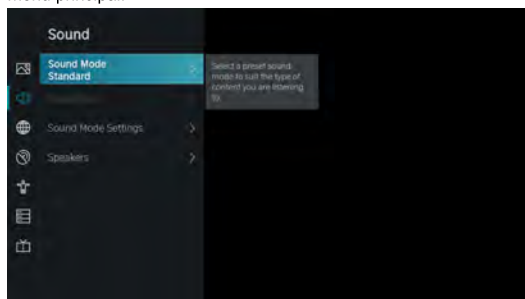 Sound
Sound Mode
Standard
Select a preset sound
mode to suit the type of
content you are listening
to.
Sound Mode Settings
Speakers